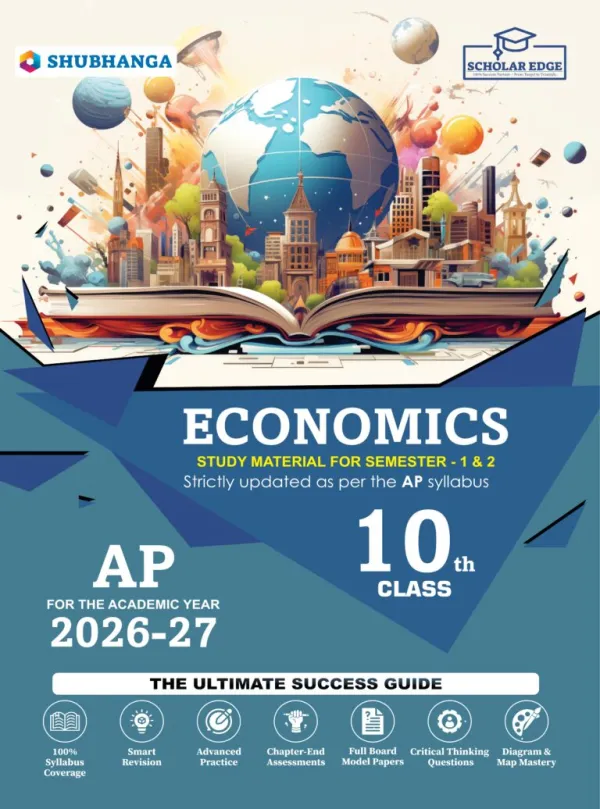 SHUBHANGA
SCHOLAR EDGE
ECONOMICS
STUDY MATERIAL FOR SEMESTER - 1 & 2
Strictly updated as per the AP syllabus
10th
CLASS
AP
FOR THE ACADEMIC YEAR
2026-27
THE ULTIMATE SUCCESS GUIDE
100%
Syllabus
Coverage
Smart
Revision
Advanced
Practice
Chapter-End
Assessments
Full Board
Model Papers
Critical Thinking
Questions
Diagram &
Map Mastery